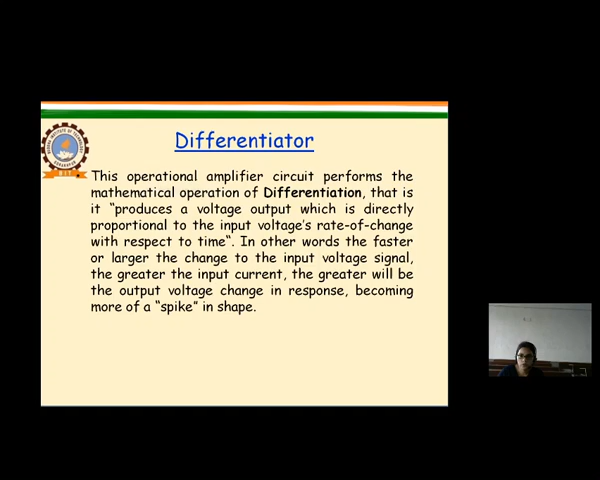 Differentiator
This operational amplifier circuit performs the
mathematical operation of Differentiation, that is
it “produces a voltage output which is directly
proportional to the input voltage’s rate-of-change
with respect to time“. In other words the faster
or larger the change to the input voltage signal,
the greater the input current, the greater will be
the output voltage change in response, becoming
more of a “spike” in shape.